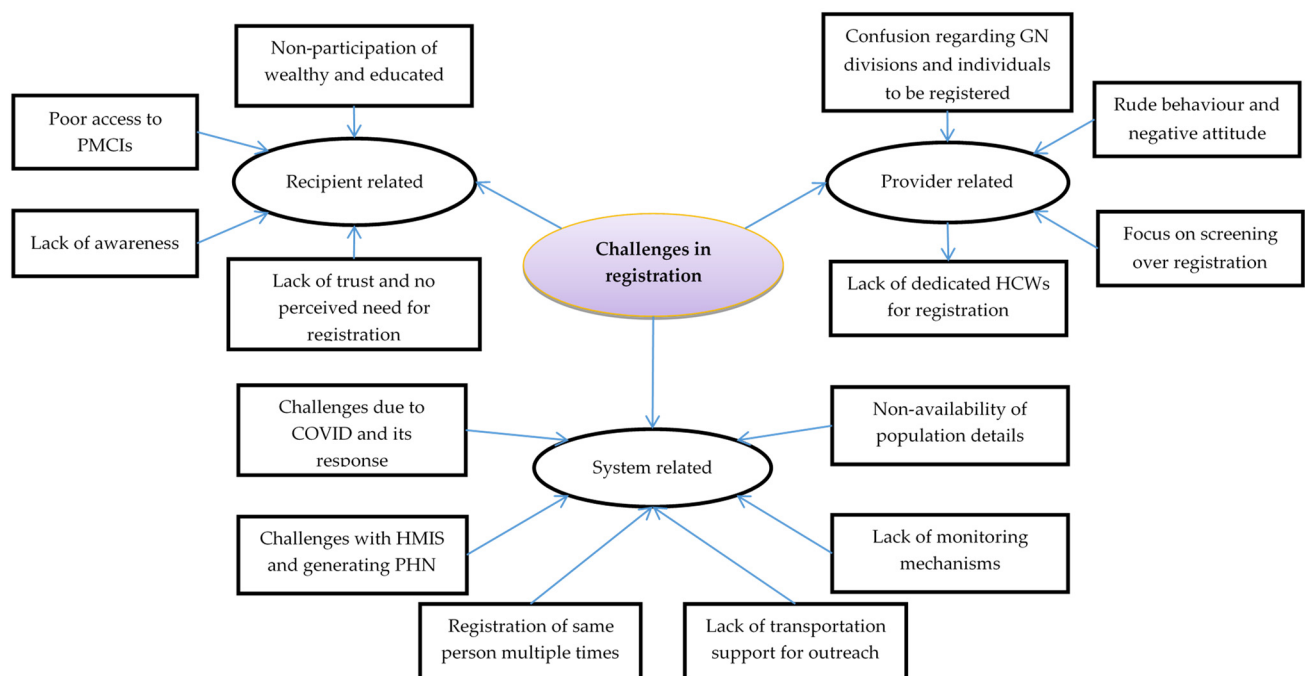 Non-participation of
wealthy and educated
Poor access to
PMCIs
Recipient related
Lack of awareness
Lack of trust and no
perceived need for
registration
Confusion regarding GN
divisions and individuals
to be registered
Rude behaviour and
negative attitude
Provider related
Focus on screening
over registration
Lack of dedicated HCWs
for registration
Challenges in
registration
Challenges due to
COVID and its
response
Non-availability of
population details
System related
Challenges with HMIS
and generating PHN
Lack of monitoring
mechanisms
Registration of same
person multiple times
Lack of transportation
support for outreach